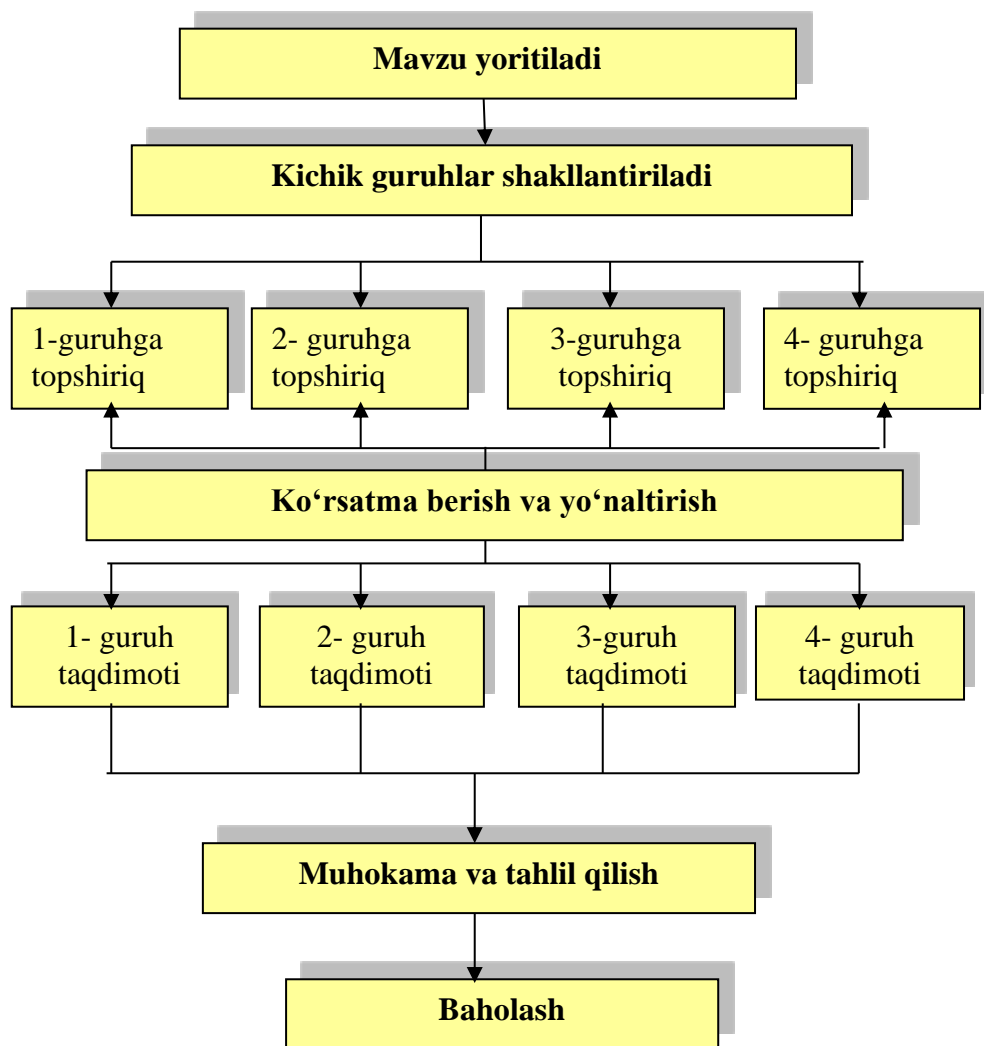 Mavzu yoritiladi
Kichik guruhlar shakllantiriladi
1-guruhga
topshiriq
2- guruhga
topshiriq
3-guruhga
topshiriq
4- guruhga
topshiriq
Ko‘rsatma berish va yo‘naltirish
1- guruh
taqdimoti
2- guruh
taqdimoti
3-guruh
taqdimoti
4- guruh
taqdimoti
Muhokama va tahlil qilish
Baholash